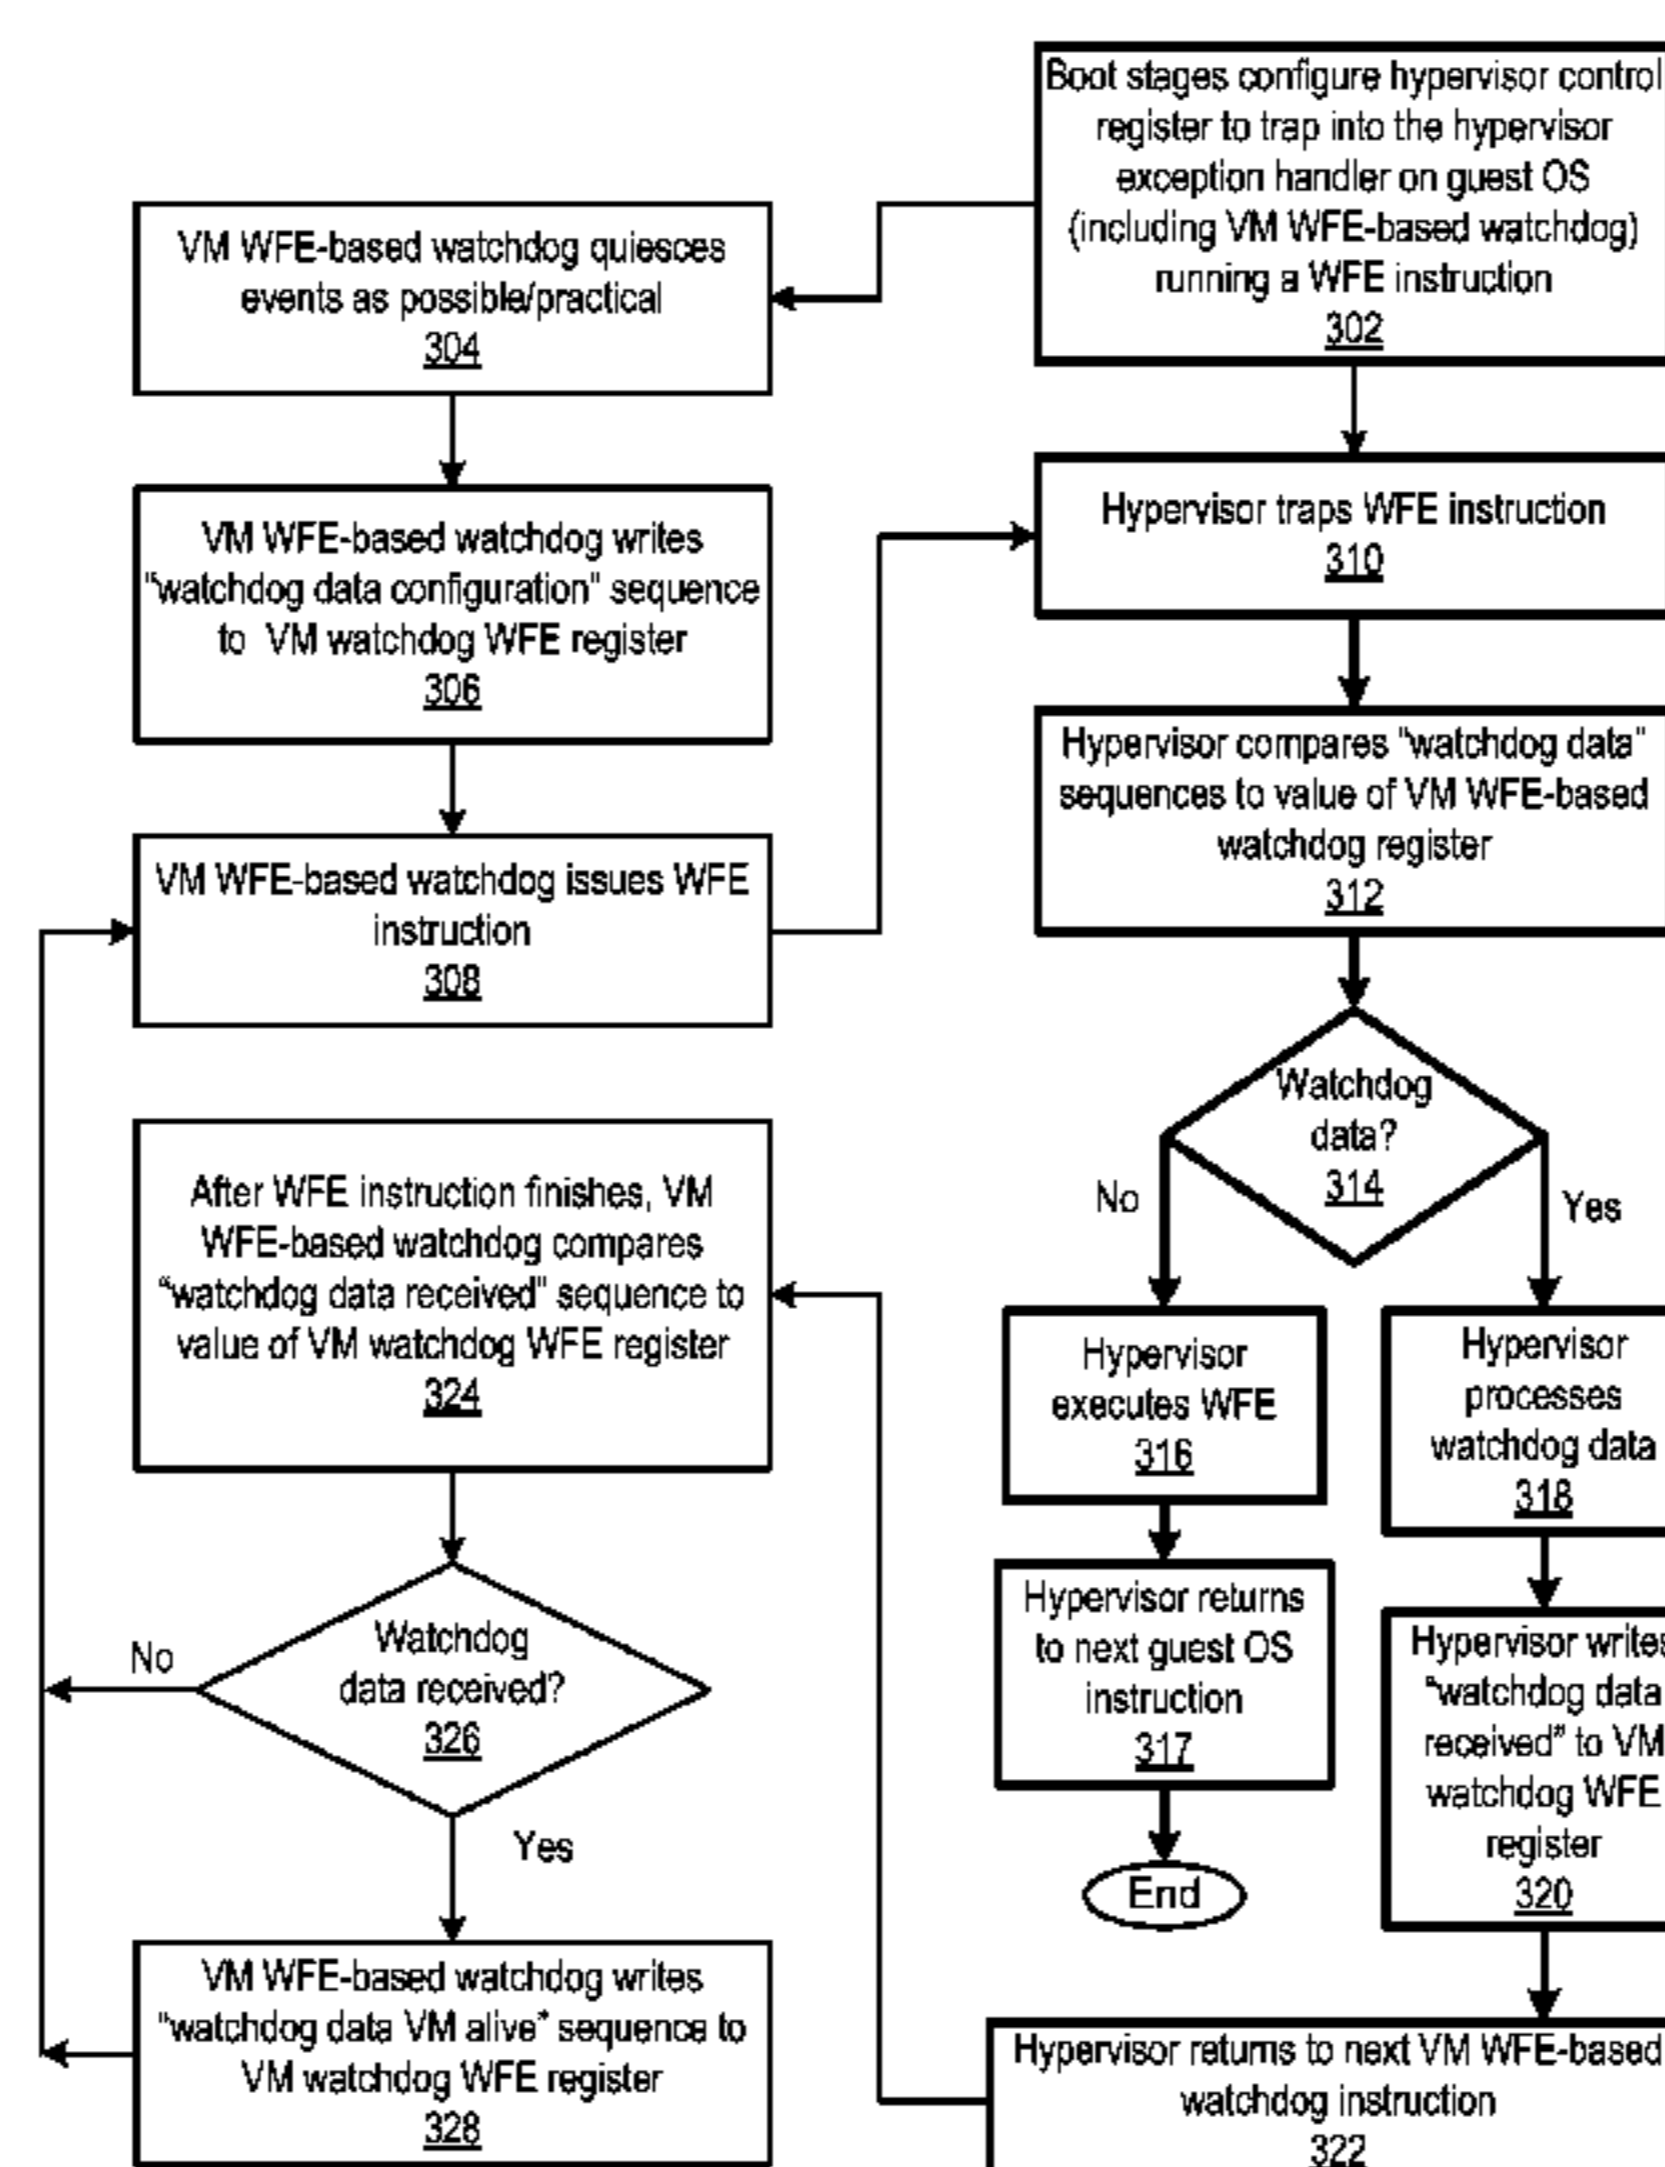 Boot stages configure hypervisor control
register to trap into the hypervisor
exception handler on guest OS
(including VM WFE-based watchdog)
running a WFE instruction
302
VM WFE-based watchdog quiesces
events as possible/practical
304
VM WFE-based watchdog writes
"watchdog data configuration" sequence
to VM watchdog WFE register
306
VM WFE-based watchdog issues WFE
instruction
308
Hypervisor traps WFE instruction
310
Hypervisor compares "watchdog data"
sequences to value of VM WFE-based
watchdog register
312
Watchdog
data?
314
No
Yes
Hypervisor
executes WFE
316
Hypervisor returns
to next guest OS
instruction
317
End
Hypervisor
processes
watchdog data
318
Hypervisor writes
"watchdog data
received" to VM
watchdog WFE
register
320
Hypervisor returns to next VM WFE-based
watchdog instruction
322
After WFE instruction finishes, VM
WFE-based watchdog compares
"watchdog data received" sequence to
value of VM watchdog WFE register
324
Watchdog
data received?
326
No
Yes
VM WFE-based watchdog writes
"watchdog data VM alive" sequence to
VM watchdog WFE register
328